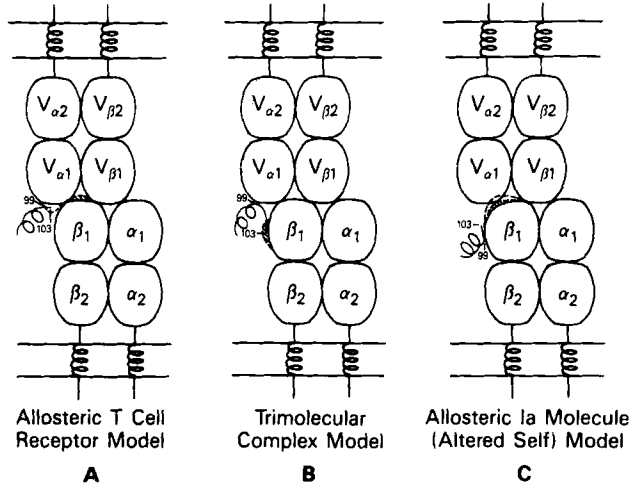 Vα2 Vβ2 Vα2 Vβ2 Vα2 Vβ2
Vα1 Vβ1 Vα1 Vβ1 Vα1 Vβ1
99 99
103 103 103 99
β1 α1 β1 α1 β1 α1
β2 α2 β2 α2 β2 α2
Allosteric T Cell Trimolecular Allosteric Ia Molecule
Receptor Model Complex Model (Altered Self) Model
A B C